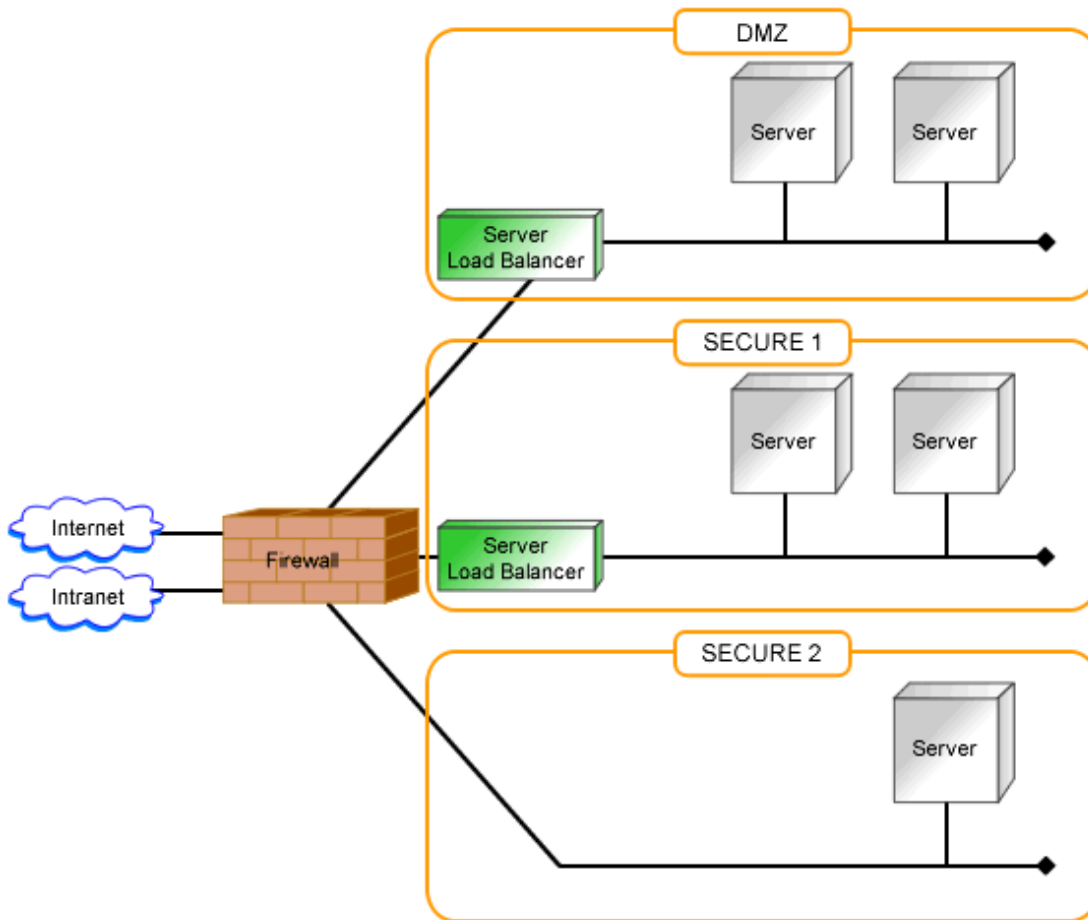 DMZ
Server
Server
Server
Load Balancer
SECURE 1
Server
Server
Internet
Firewall
Server
Load Balancer
Intranet
SECURE 2
Server